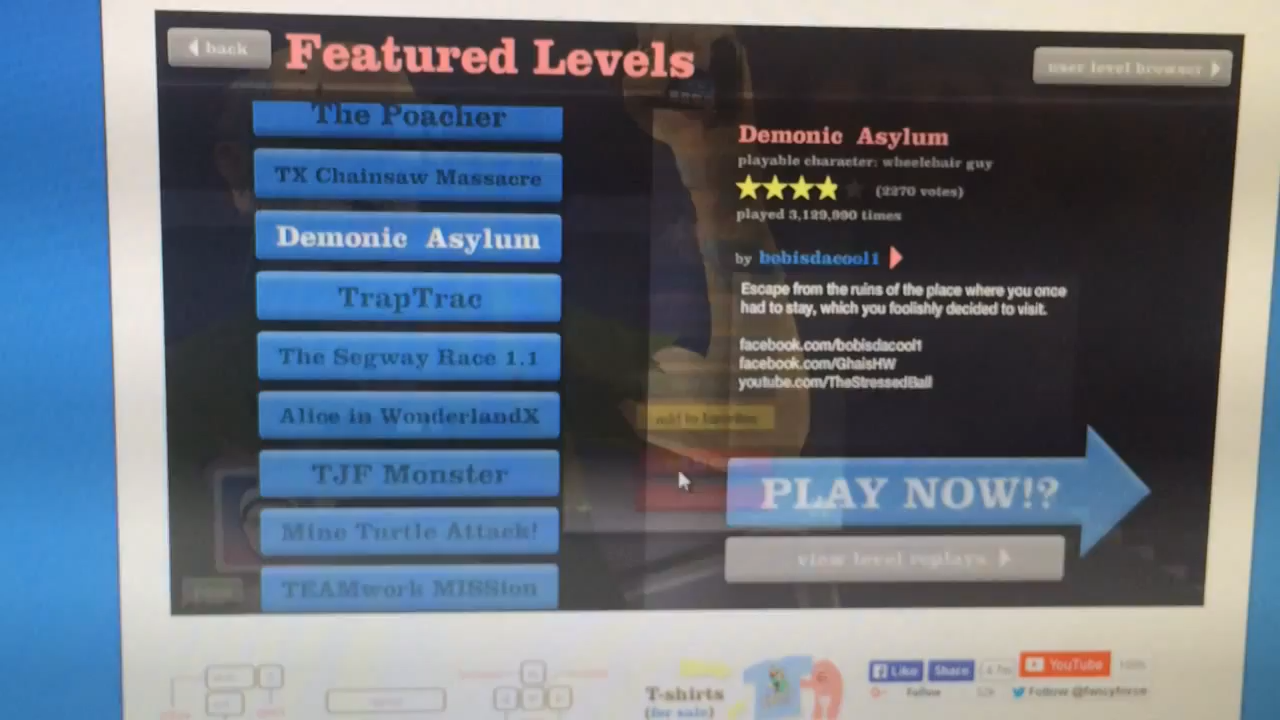 back
Featured Levels
user level browser
The Poacher
TX Chainsaw Massacre
Demonic Asylum
TrapTrac
The Segway Race 1.1
Alice in WonderlandX
TJF Monster
Mine Turtle Attack!
TEAMwork MISSion
Demonic Asylum
playable character: wheelchair guy
(2270 votes)
played 3,129,990 times
by bobisdacool1
Escape from the ruins of the place where you once
had to stay, which you foolishly decided to visit.
facebook.com/bobisdacool1
facebook.com/GhaisHW
youtube.com/TheStressedBall
add to favorites
PLAY NOW!?
view level replays
T-shirts
(for sale)
Like Share
YouTube
Follow
Follow @fancyforce